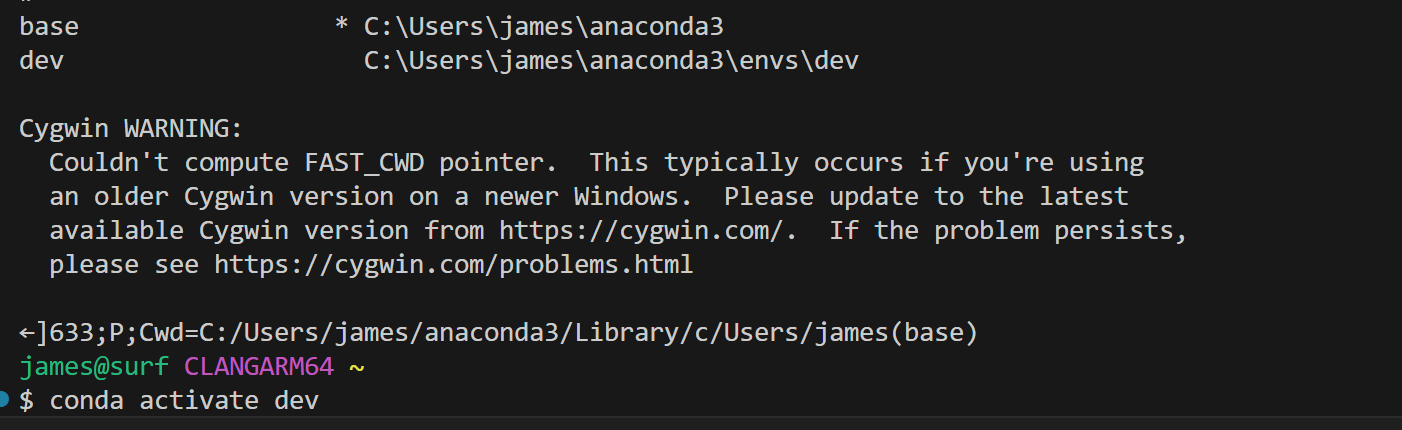 base                 * C:\Users\james\anaconda3
dev                    C:\Users\james\anaconda3\envs\dev
Cygwin WARNING:
  Couldn't compute FAST_CWD pointer.  This typically occurs if you're using
  an older Cygwin version on a newer Windows.  Please update to the latest
  available Cygwin version from https://cygwin.com/.  If the problem persists,
  please see https://cygwin.com/problems.html
←]633;P;Cwd=C:/Users/james/anaconda3/Library/c/Users/james(base)
james@surf CLANGARM64 ~
$ conda activate dev